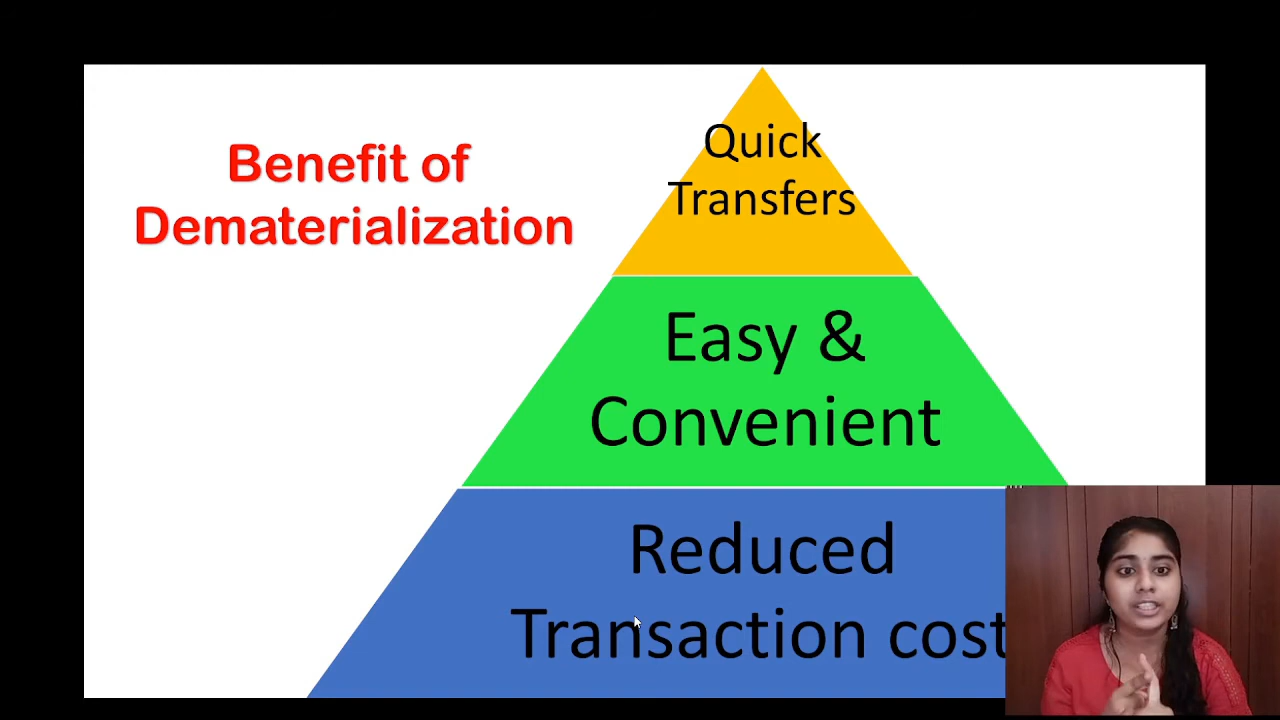 Benefit of
Dematerialization
Quick
Transfers
Easy &
Convenient
Reduced
Transaction cost